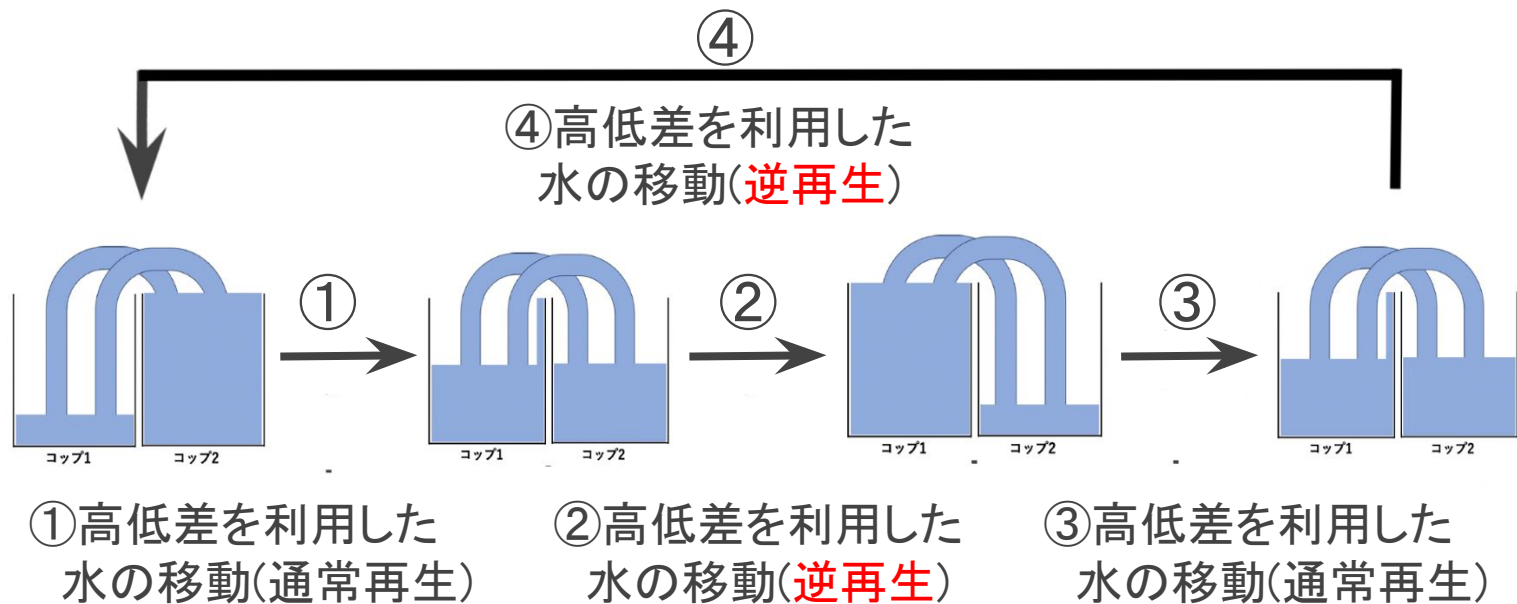 ④
④高低差を利用した
水の移動(逆再生)
①
②
③
コップ1
コップ2
コップ1
コップ2
コップ1
コップ2
コップ1
コップ2
①高低差を利用した
水の移動(通常再生)
②高低差を利用した
水の移動(逆再生)
③高低差を利用した
水の移動(通常再生)